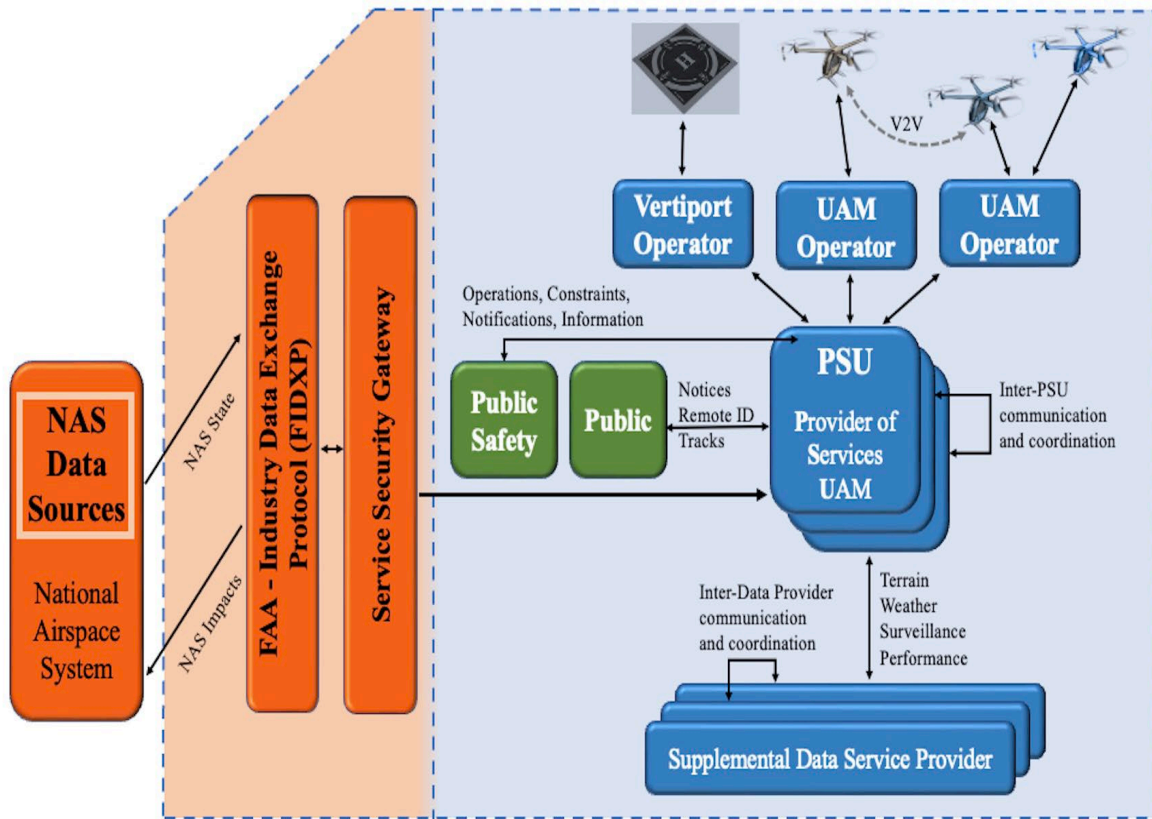 H
V2V
Vertiport
Operator
UAM
Operator
UAM
Operator
Operations, Constraints,
Notifications, Information
PSU
Provider of
Services
UAM
Inter-PSU
communication
and coordination
Public
Safety
Public
Notices
Remote ID
Tracks
NAS
Data
Sources
National
Airspace
System
NAS State
NAS Impacts
FAA - Industry Data Exchange
Protocol (FIDXP)
Service Security Gateway
Inter-Data Provider
communication
and coordination
Terrain
Weather
Surveillance
Performance
Supplemental Data Service Provider